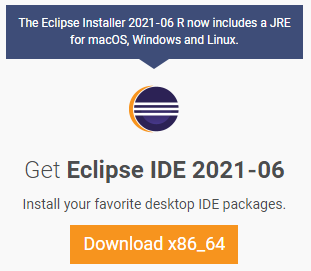 The Eclipse Installer 2021-06 R now includes a JRE
for macOS, Windows and Linux.
Get Eclipse IDE 2021-06
Install your favorite desktop IDE packages.
Download x86_64